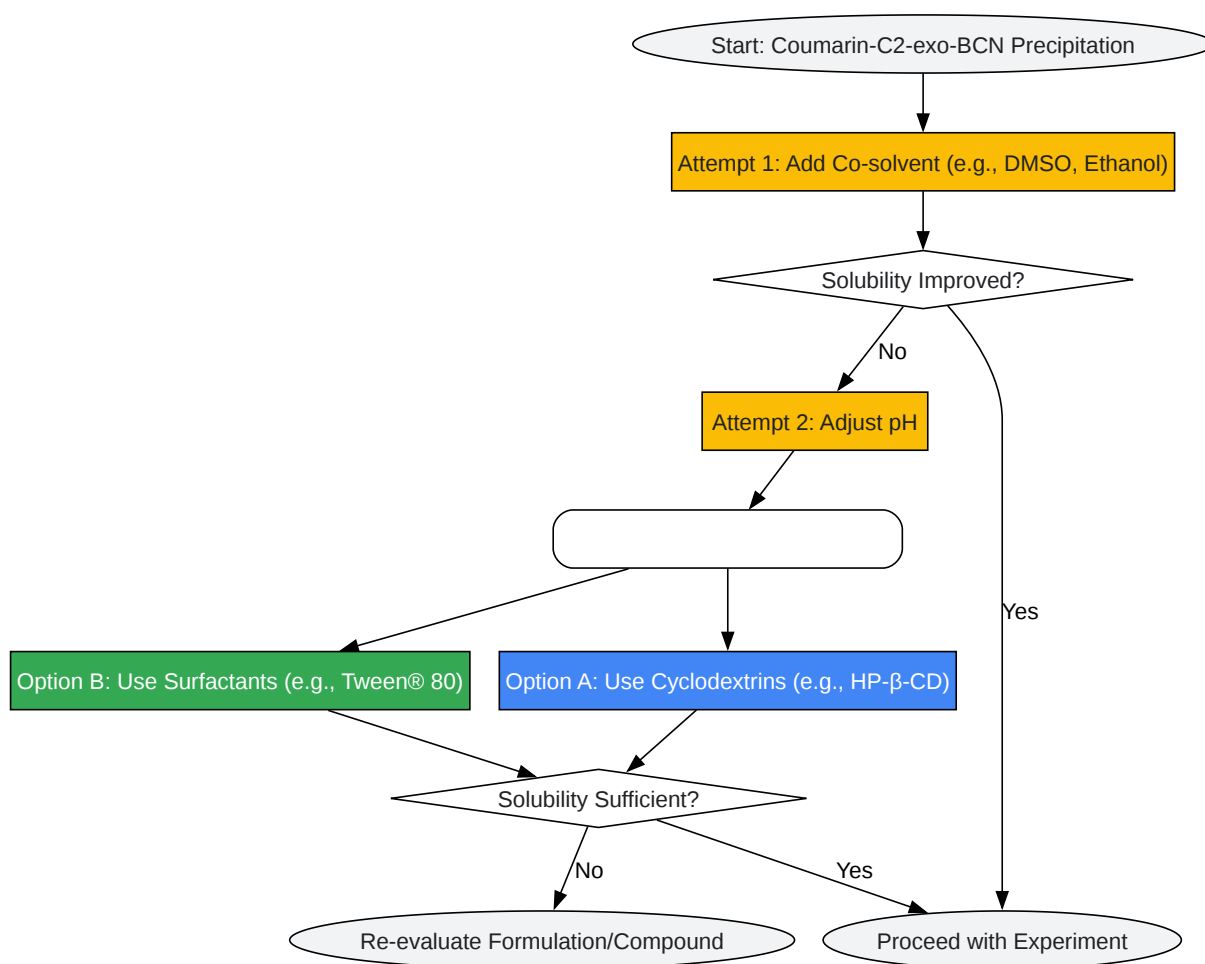 Start: Coumarin-C2-exo-BCN Precipitation
Attempt 1: Add Co-solvent (e.g., DMSO, Ethanol)
Solubility Improved?
No
Attempt 2: Adjust pH
Yes
Option B: Use Surfactants (e.g., Tween® 80)
Option A: Use Cyclodextrins (e.g., HP-β-CD)
Solubility Sufficient?
No
Yes
Re-evaluate Formulation/Compound
Proceed with Experiment